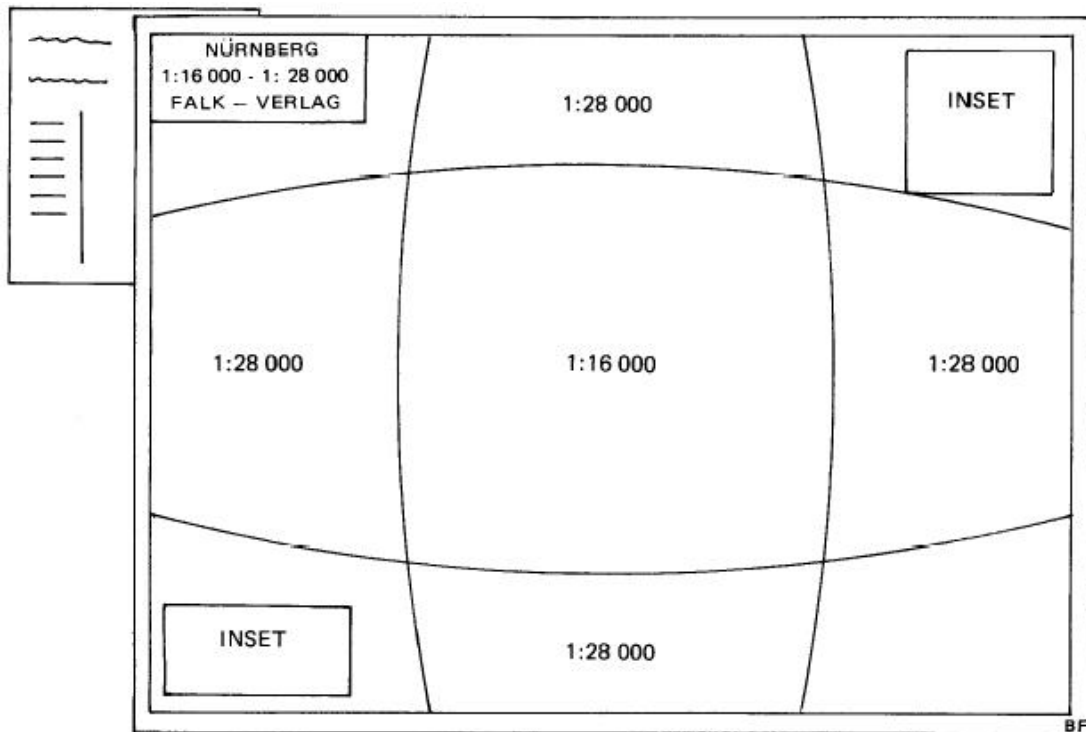 NÜRNBERG
1:16 000 - 1: 28 000
FALK – VERLAG
1:28 000
INSET
1:28 000
1:16 000
1:28 000
INSET
1:28 000
BF